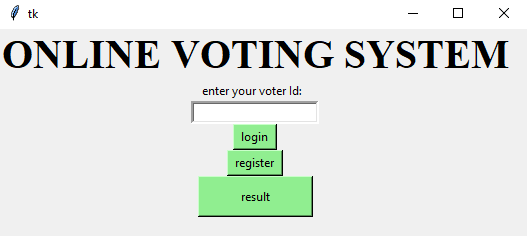 tk
ONLINE VOTING SYSTEM
enter your voter Id:
login
register
result